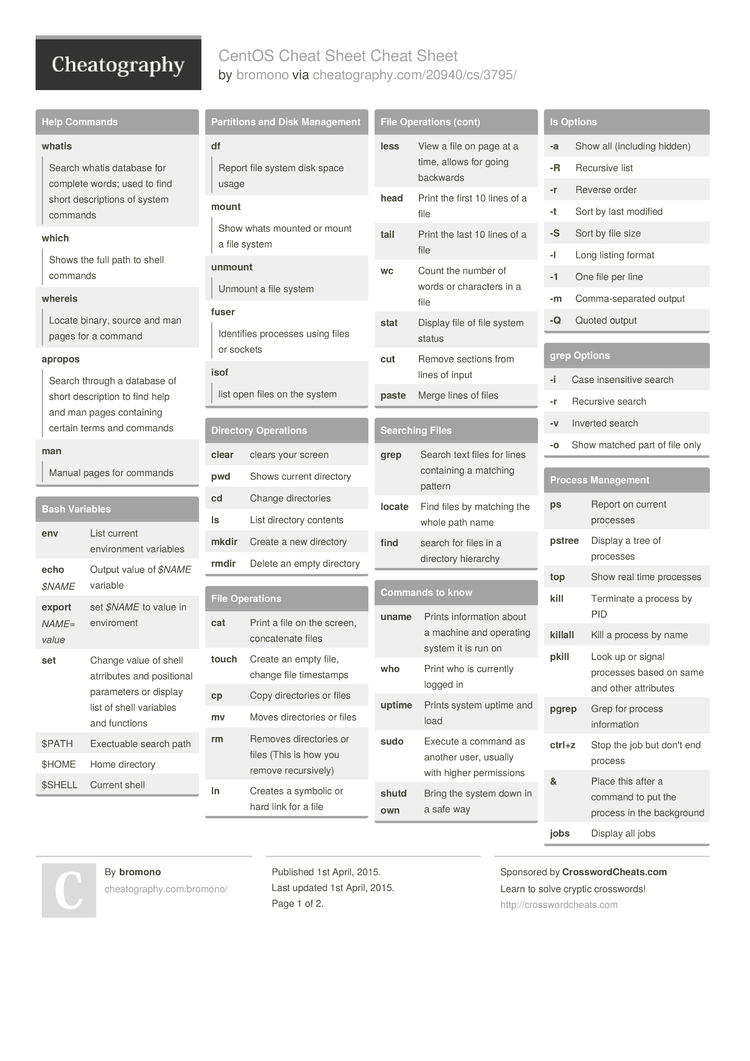 Cheatography
CentOS Cheat Sheet Cheat Sheet
by bromono via cheatography.com/20940/cs/3795/
Help Commands
whatis
Search whatis database for
complete words; used to find
short descriptions of system
commands
which
Shows the full path to shell
commands
whereis
Locate binary, source and man
pages for a command
apropos
Search through a database of
short description to find help
and man pages containing
certain terms and commands
man
Manual pages for commands
Bash Variables
env List current
environment variables
echo Output value of $NAME
$NAME variable
export set $NAME to value in
NAME= enviroment
value
set Change value of shell
atrributes and positional
parameters or display
list of shell variables
and functions
$PATH Exectuable search path
$HOME Home directory
$SHELL Current shell
Partitions and Disk Management
df
Report file system disk space
usage
mount
Show whats mounted or mount
a file system
unmount
Unmount a file system
fuser
Identifies processes using files
or sockets
isof
list open files on the system
Directory Operations
clear clears your screen
pwd Shows current directory
cd Change directories
ls List directory contents
mkdir Create a new directory
rmdir Delete an empty directory
File Operations
cat Print a file on the screen,
concatenate files
touch Create an empty file,
change file timestamps
cp Copy directories or files
mv Moves directories or files
rm Removes directories or
files (This is how you
remove recursively)
ln Creates a symbolic or
hard link for a file
File Operations (cont)
less View a file on page at a
time, allows for going
backwards
head Print the first 10 lines of a
file
tail Print the last 10 lines of a
file
wc Count the number of
words or characters in a
file
stat Display file of file system
status
cut Remove sections from
lines of input
paste Merge lines of files
Searching Files
grep Search text files for lines
containing a matching
pattern
locate Find files by matching the
whole path name
find search for files in a
directory hierarchy
Commands to know
uname Prints information about
a machine and operating
system it is run on
who Print who is currently
logged in
uptime Prints system uptime and
load
sudo Execute a command as
another user, usually
with higher permissions
shutd Bring the system down in
own a safe way
ls Options
-a Show all (including hidden)
-R Recursive list
-r Reverse order
-t Sort by last modified
-S Sort by file size
-l Long listing format
-1 One file per line
-m Comma-separated output
-Q Quoted output
grep Options
-i Case insensitive search
-r Recursive search
-v Inverted search
-o Show matched part of file only
Process Management
ps Report on current
processes
pstree Display a tree of
processes
top Show real time processes
kill Terminate a process by
PID
killall Kill a process by name
pkill Look up or signal
processes based on same
and other attributes
pgrep Grep for process
information
ctrl+z Stop the job but don't end
process
& Place this after a
command to put the
process in the background
jobs Display all jobs
C
By bromono
cheatography.com/bromono/
Published 1st April, 2015.
Last updated 1st April, 2015.
Page 1 of 2.
Sponsored by CrosswordCheats.com
Learn to solve cryptic crosswords!
http://crosswordcheats.com